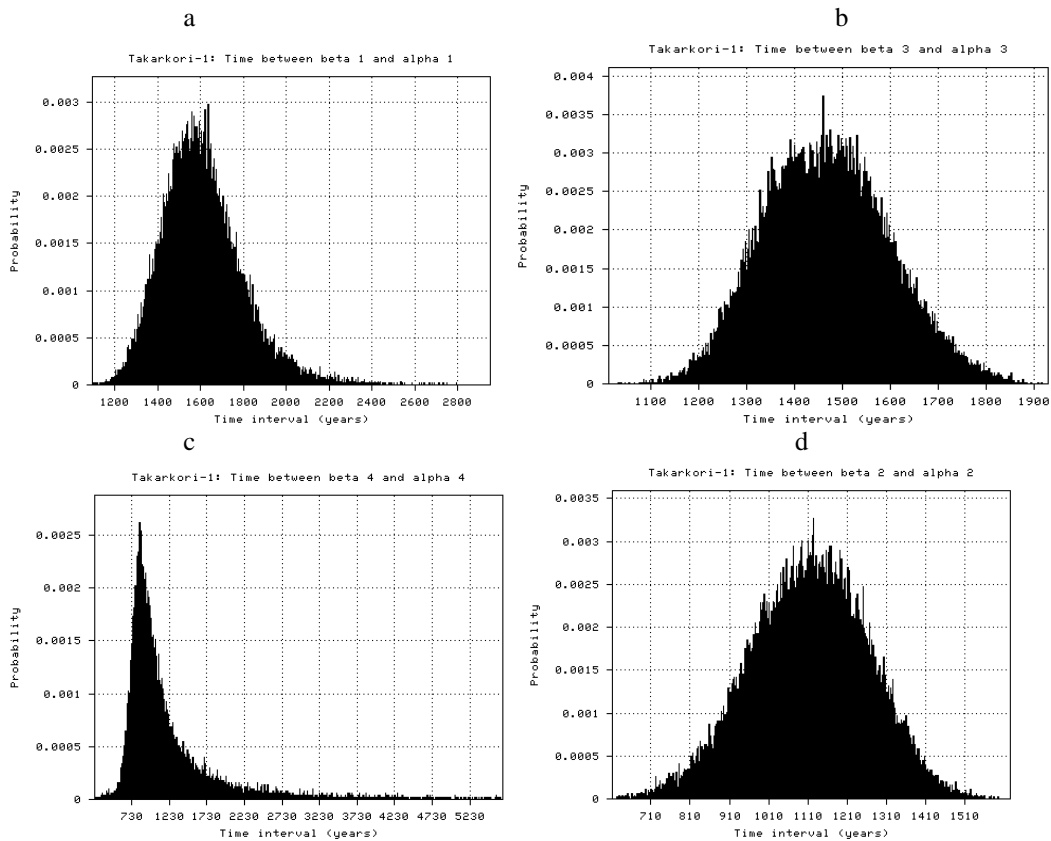 a
Takarkori-1: Time between beta 1 and alpha 1
0.003
0.0025
0.002
0.0015
0.001
0.0005
0
Probability
1200 1400 1600 1800 2000 2200 2400 2600 2800
Time interval (years)
b
Takarkori-1: Time between beta 3 and alpha 3
0.004
0.0035
0.003
0.0025
0.002
0.0015
0.001
0.0005
0
Probability
1100 1200 1300 1400 1500 1600 1700 1800 1900
Time interval (years)
c
Takarkori-1: Time between beta 4 and alpha 4
0.0025
0.002
0.0015
0.001
0.0005
0
Probability
730 1230 1730 2230 2730 3230 3730 4230 4730 5230
Time interval (years)
d
Takarkori-1: Time between beta 2 and alpha 2
0.0035
0.003
0.0025
0.002
0.0015
0.001
0.0005
0
Probability
710 810 910 1010 1110 1210 1310 1410 1510
Time interval (years)